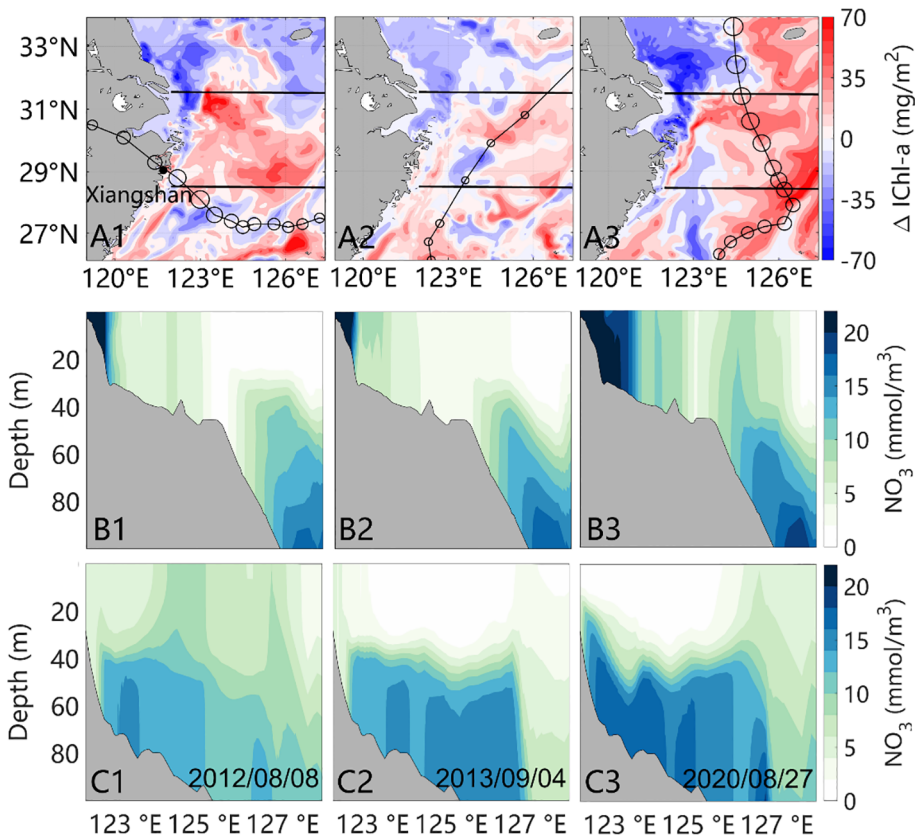 33°N
31°N
29°N
27°N
Xiangshan
A1
A2
A3
120°E 123°E 126°E
120°E 123°E 126°E
120°E 123°E 126°E
70
35
0
-35
-70
Δ IChl-a (mg/m²)
Depth (m)
20
40
60
80
B1
B2
B3
20
15
10
5
0
NO₃ (mmol/m³)
Depth (m)
20
40
60
80
C1 2012/08/08
C2 2013/09/04
C3 2020/08/27
20
15
10
5
0
NO₃ (mmol/m³)
123 °E 125 °E 127 °E
123 °E 125 °E 127 °E
123 °E 125 °E 127 °E